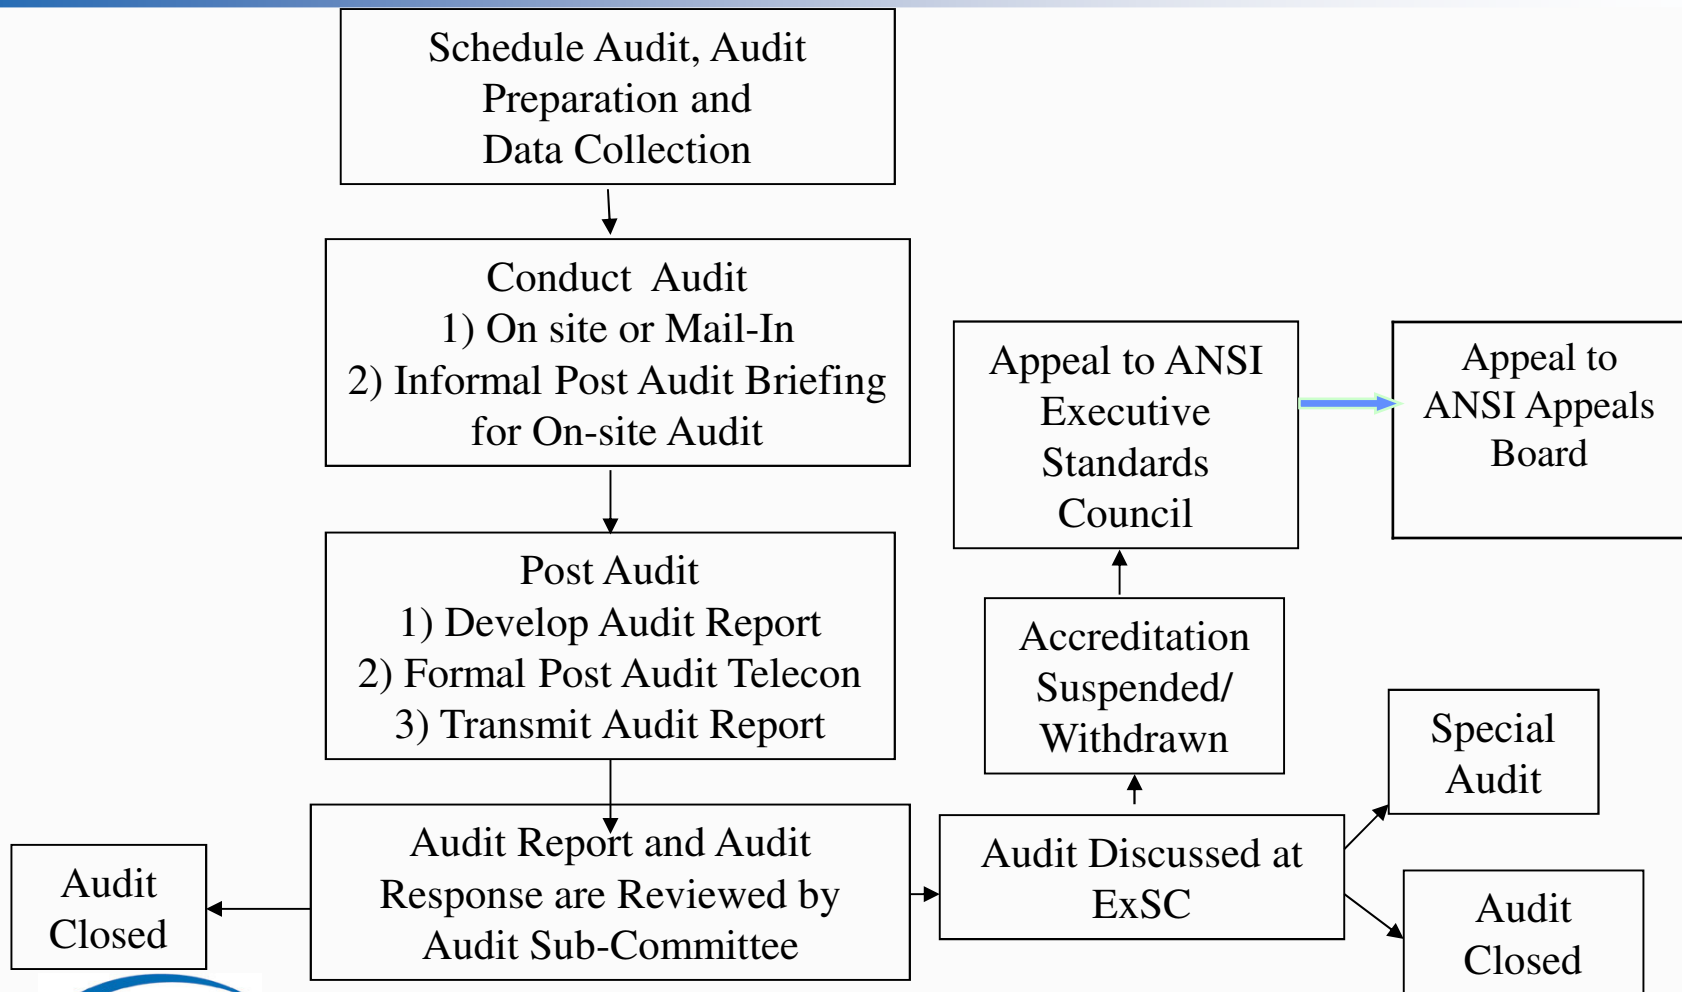 Schedule Audit, Audit
Preparation and
Data Collection
Conduct Audit
1) On site or Mail-In
2) Informal Post Audit Briefing
for On-site Audit
Post Audit
1) Develop Audit Report
2) Formal Post Audit Telecon
3) Transmit Audit Report
Audit Report and Audit
Response are Reviewed by
Audit Sub-Committee
Audit
Closed
Audit Discussed at
ExSC
Accreditation
Suspended/
Withdrawn
Appeal to ANSI
Executive
Standards
Council
Appeal to
ANSI Appeals
Board
Special
Audit
Audit
Closed